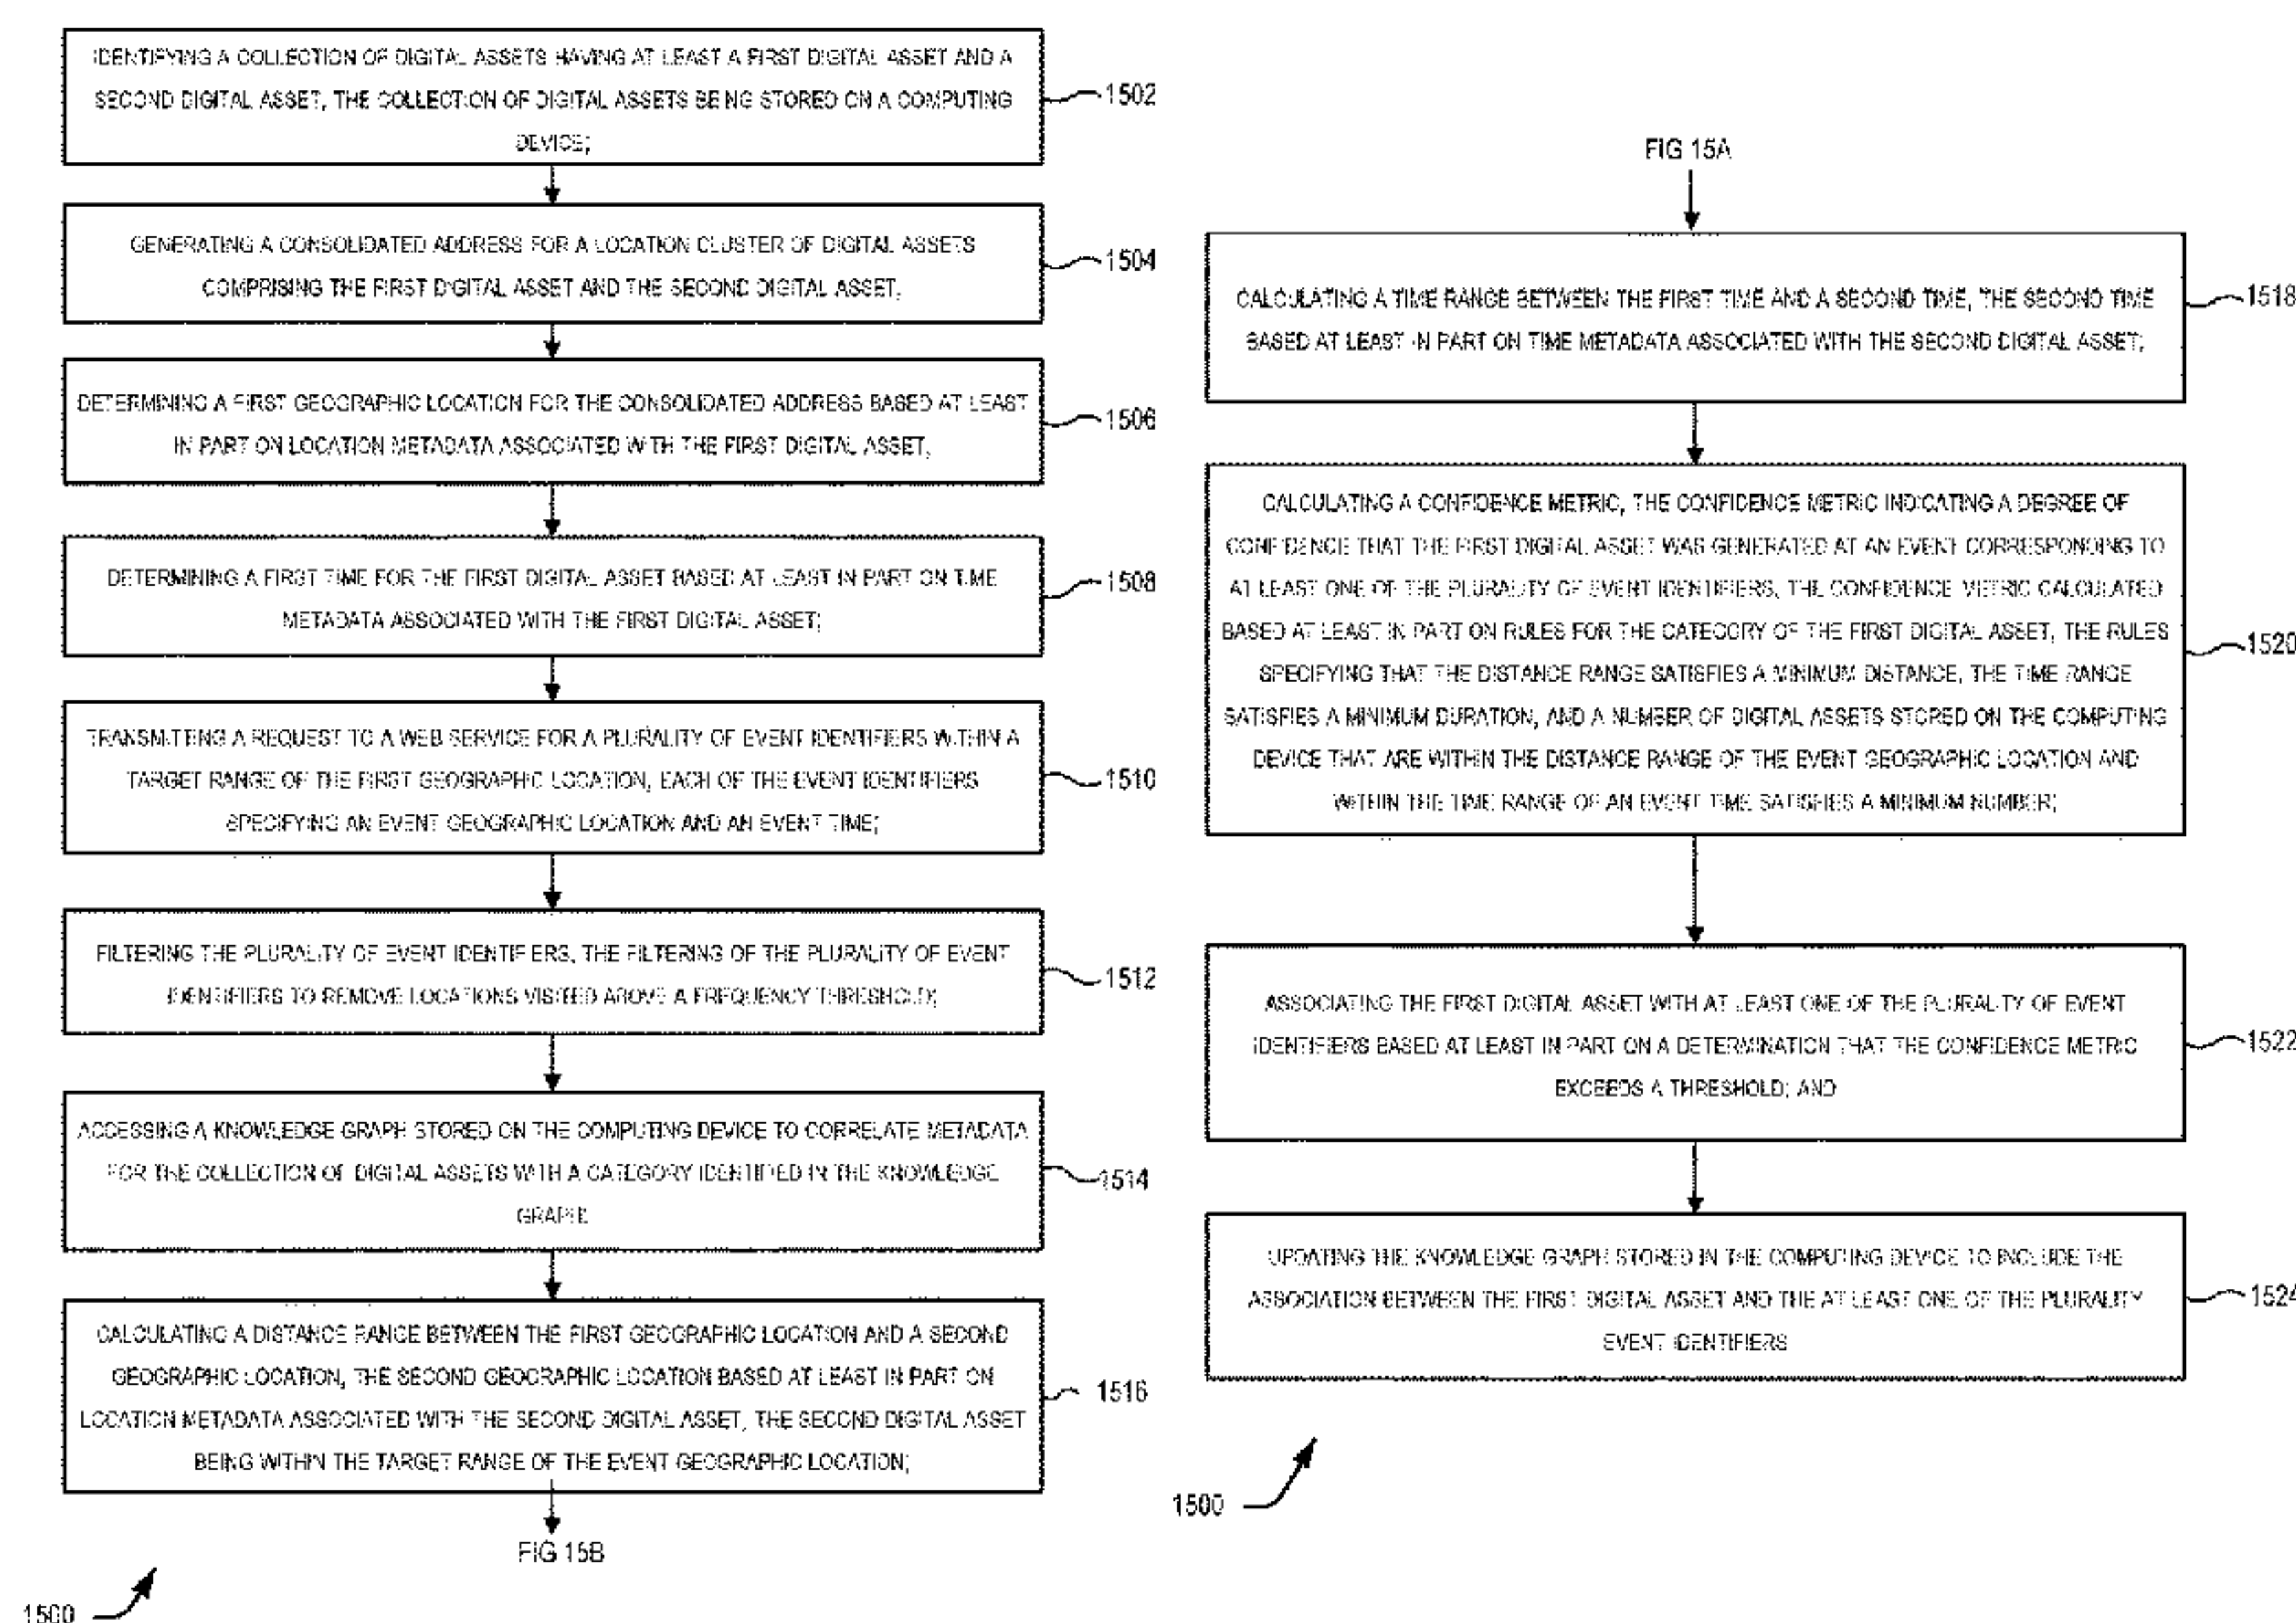 IDENTIFYING A COLLECTION OF DIGITAL ASSETS HAVING AT LEAST A FIRST DIGITAL ASSET AND A
SECOND DIGITAL ASSET, THE COLLECTION OF DIGITAL ASSETS BEING STORED ON A COMPUTING
DEVICE;
1502
GENERATING A CONSOLIDATED ADDRESS FOR A LOCATION CLUSTER OF DIGITAL ASSETS
COMPRISING THE FIRST DIGITAL ASSET AND THE SECOND DIGITAL ASSET;
1504
DETERMINING A FIRST GEOGRAPHIC LOCATION FOR THE CONSOLIDATED ADDRESS BASED AT LEAST
IN PART ON LOCATION METADATA ASSOCIATED WITH THE FIRST DIGITAL ASSET;
1506
DETERMINING A FIRST TIME FOR THE FIRST DIGITAL ASSET BASED AT LEAST IN PART ON TIME
METADATA ASSOCIATED WITH THE FIRST DIGITAL ASSET;
1508
TRANSMITTING A REQUEST TO A WEB SERVICE FOR A PLURALITY OF EVENT IDENTIFIERS WITHIN A
TARGET RANGE OF THE FIRST GEOGRAPHIC LOCATION, EACH OF THE EVENT IDENTIFIERS
SPECIFYING AN EVENT GEOGRAPHIC LOCATION AND AN EVENT TIME;
1510
FILTERING THE PLURALITY OF EVENT IDENTIFIERS, THE FILTERING OF THE PLURALITY OF EVENT
IDENTIFIERS TO REMOVE LOCATIONS VISITED ABOVE A FREQUENCY THRESHOLD;
1512
ACCESSING A KNOWLEDGE GRAPH STORED ON THE COMPUTING DEVICE TO CORRELATE METADATA
FOR THE COLLECTION OF DIGITAL ASSETS WITH A CATEGORY IDENTIFIED IN THE KNOWLEDGE
GRAPH;
1514
CALCULATING A DISTANCE RANGE BETWEEN THE FIRST GEOGRAPHIC LOCATION AND A SECOND
GEOGRAPHIC LOCATION, THE SECOND GEOGRAPHIC LOCATION BASED AT LEAST IN PART ON
LOCATION METADATA ASSOCIATED WITH THE SECOND DIGITAL ASSET, THE SECOND DIGITAL ASSET
BEING WITHIN THE TARGET RANGE OF THE EVENT GEOGRAPHIC LOCATION;
1516
FIG 15B
1500
FIG 15A
CALCULATING A TIME RANGE BETWEEN THE FIRST TIME AND A SECOND TIME, THE SECOND TIME
BASED AT LEAST IN PART ON TIME METADATA ASSOCIATED WITH THE SECOND DIGITAL ASSET;
1518
CALCULATING A CONFIDENCE METRIC, THE CONFIDENCE METRIC INDICATING A DEGREE OF
CONFIDENCE THAT THE FIRST DIGITAL ASSET WAS GENERATED AT AN EVENT CORRESPONDING TO
AT LEAST ONE OF THE PLURALITY OF EVENT IDENTIFIERS, THE CONFIDENCE METRIC CALCULATED
BASED AT LEAST IN PART ON RULES FOR THE CATEGORY OF THE FIRST DIGITAL ASSET, THE RULES
SPECIFYING THAT THE DISTANCE RANGE SATISFIES A MINIMUM DISTANCE, THE TIME RANGE
SATISFIES A MINIMUM DURATION, AND A NUMBER OF DIGITAL ASSETS STORED ON THE COMPUTING
DEVICE THAT ARE WITHIN THE DISTANCE RANGE OF THE EVENT GEOGRAPHIC LOCATION AND
WITHIN THE TIME RANGE OF AN EVENT TIME SATISFIES A MINIMUM NUMBER;
1520
ASSOCIATING THE FIRST DIGITAL ASSET WITH AT LEAST ONE OF THE PLURALITY OF EVENT
IDENTIFIERS BASED AT LEAST IN PART ON A DETERMINATION THAT THE CONFIDENCE METRIC
EXCEEDS A THRESHOLD; AND
1522
UPDATING THE KNOWLEDGE GRAPH STORED IN THE COMPUTING DEVICE TO INCLUDE THE
ASSOCIATION BETWEEN THE FIRST DIGITAL ASSET AND THE AT LEAST ONE OF THE PLURALITY
EVENT IDENTIFIERS
1524
1500